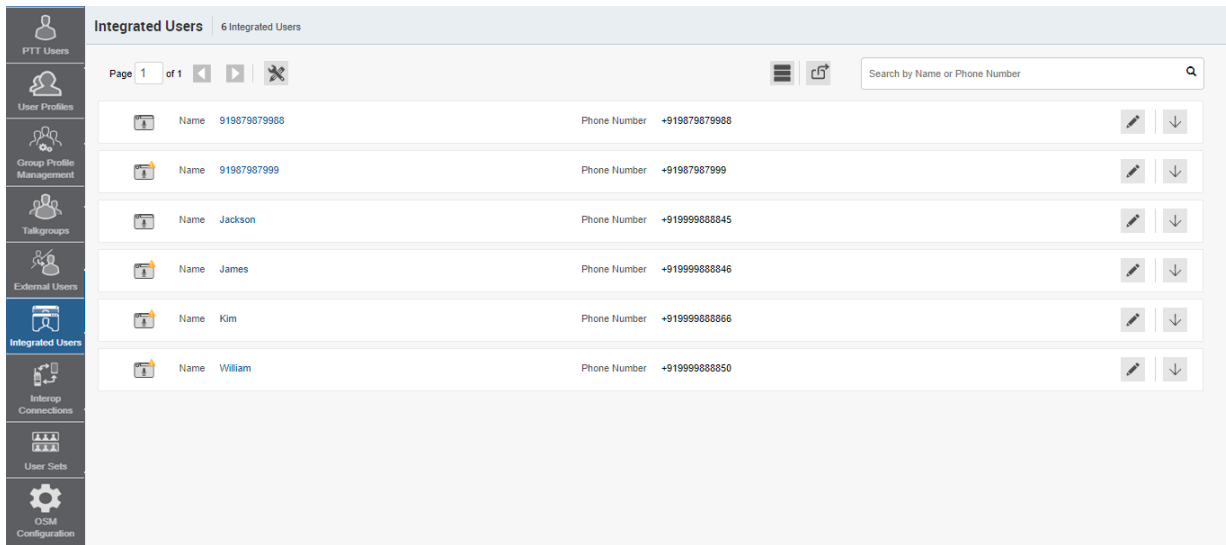 PTT Users
User Profiles
Group Profile
Management
Talkgroups
External Users
Integrated Users
Interop
Connections
User Sets
OSM
Configuration
Integrated Users 6 Integrated Users
Page 1 of 1 Search by Name or Phone Number
Name 919879879988 Phone Number +919879879988
Name 91987987999 Phone Number +91987987999
Name Jackson Phone Number +919999888845
Name James Phone Number +919999888846
Name Kim Phone Number +919999888866
Name William Phone Number +919999888850